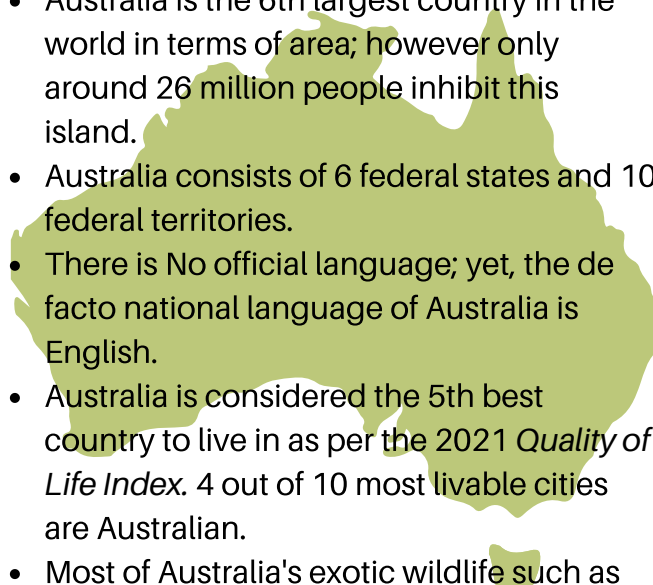 • Australia is the 6th largest country in the
world in terms of area; however only
around 26 million people inhibit this
island.
• Australia consists of 6 federal states and 10
federal territories.
• There is No official language; yet, the de
facto national language of Australia is
English.
• Australia is considered the 5th best
country to live in as per the 2021 Quality of
Life Index. 4 out of 10 most livable cities
are Australian.
• Most of Australia's exotic wildlife such as